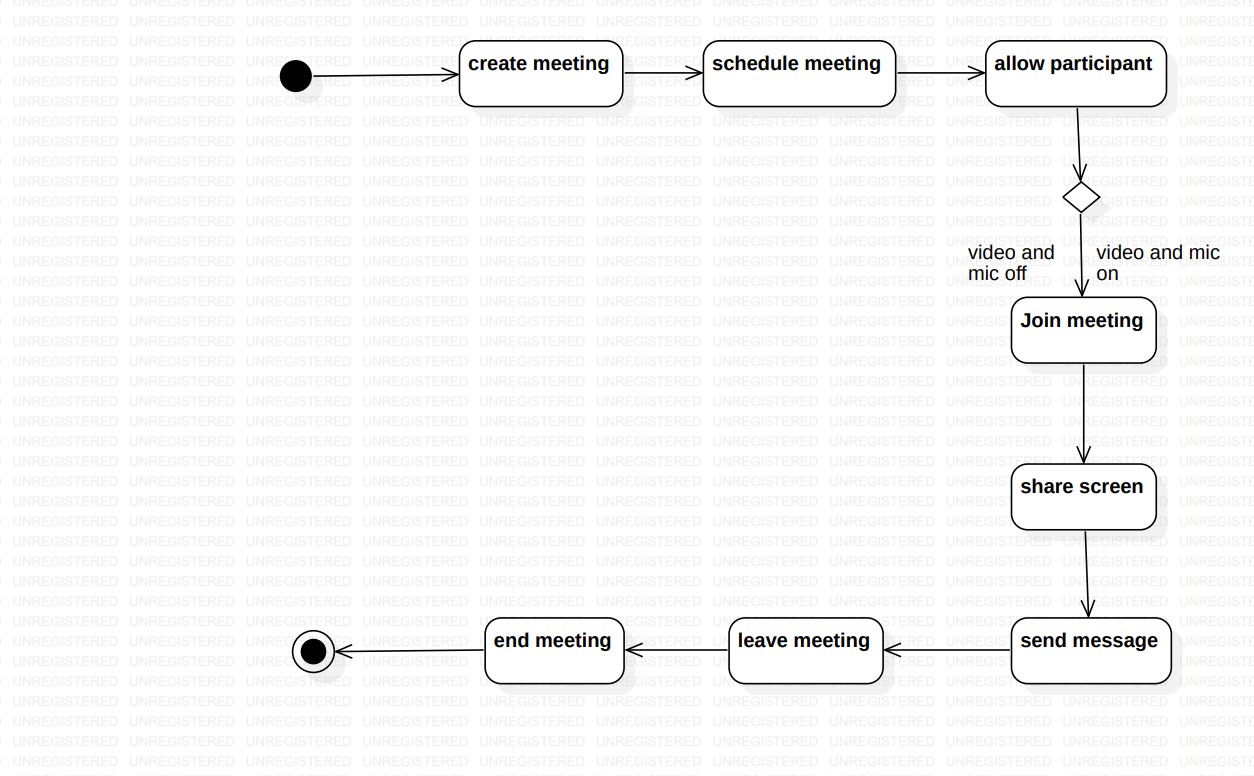 create meeting
schedule meeting
allow participant
video and
mic off
video and mic
on
Join meeting
share screen
send message
leave meeting
end meeting
UNREGISTERED